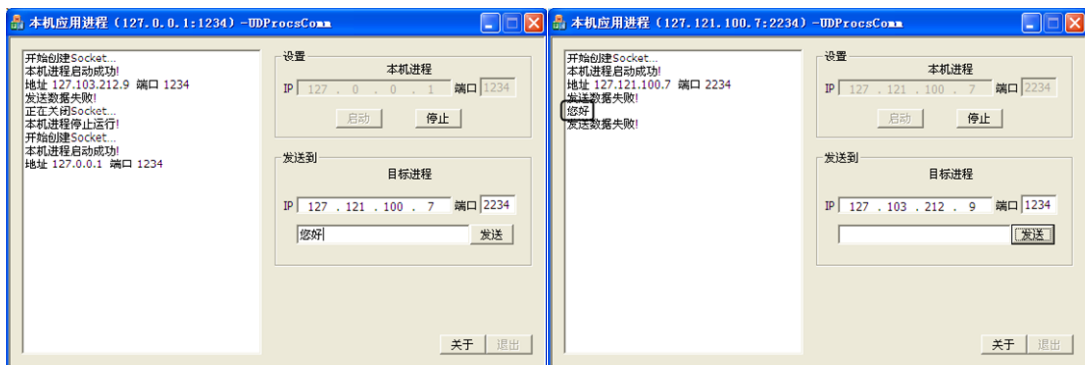 本机应用进程（127.0.0.1:1234）-UDProcsComm
开始创建Socket...
本机进程启动成功!
地址 127.103.212.9 端口 1234
发送数据失败!
正在关闭Socket...
本机进程停止运行!
开始创建Socket...
本机进程启动成功!
地址 127.0.0.1 端口 1234
设置
本机进程
IP 127 . 0 . 0 . 1 端口 1234
启动 停止
发送到
目标进程
IP 127 . 121 . 100 . 7 端口 2234
您好 发送
关于 退出
本机应用进程（127.121.100.7:2234）-UDProcsComm
开始创建Socket...
本机进程启动成功!
地址 127.121.100.7 端口 2234
发送数据失败!
您好
发送数据失败!
设置
本机进程
IP 127 . 121 . 100 . 7 端口 2234
启动 停止
发送到
目标进程
IP 127 . 103 . 212 . 9 端口 1234
发送
关于 退出